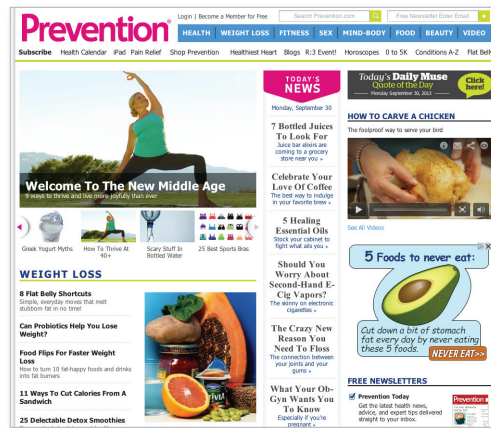 Prevention
Login | Become a Member for Free
Search Prevention.com
Free Newsletter Enter Email
HEALTH | WEIGHT LOSS | FITNESS | SEX | MIND-BODY | FOOD | BEAUTY | VIDEO
Subscribe Health Calendar iPad Pain Relief Shop Prevention Healthiest Heart Blogs R:3 Event! Horoscopes 0 to 5K Conditions A-Z Flat Bell
Welcome To The New Middle Age
9 ways to thrive and live more joyfully than ever
Greek Yogurt Myths
How To Thrive At
40+
Scary Stuff In
Bottled Water
25 Best Sports Bras
WEIGHT LOSS
8 Flat Belly Shortcuts
Simple, everyday moves that melt
stubborn fat in no time!
Can Probiotics Help You Lose
Weight?
Food Flips For Faster Weight
Loss
How to turn 10 fat-happy foods and drinks
into fat burners
11 Ways To Cut Calories From A
Sandwich
25 Delectable Detox Smoothies
TODAY'S
NEWS
Monday, September 30
7 Bottled Juices
To Look For
Juice bar elixirs are
coming to a grocery
store near you »
Celebrate Your
Love Of Coffee
The best way to indulge
in your favorite brew »
5 Healing
Essential Oils
Stock your cabinet to
fight what ails you »
Should You
Worry About
Second-Hand E-
Cig Vapors?
The skinny on electronic
cigarettes »
The Crazy New
Reason You
Need To Floss
The connection between
your joints and your
gums »
What Your Ob-
Gyn Wants You
To Know
Especially if you're
pregnant »
Today's Daily Muse
Quote of the Day
Monday September 30, 2013
Click
here!
HOW TO CARVE A CHICKEN
The foolproof way to serve your bird
See All Videos
5 Foods to never eat:
Cut down a bit of stomach
fat every day by never eating
these 5 foods.
NEVER EAT>>
FREE NEWSLETTERS
Prevention Today
Get the latest health news,
advice, and expert tips delivered
straight to your inbox.
Prevention